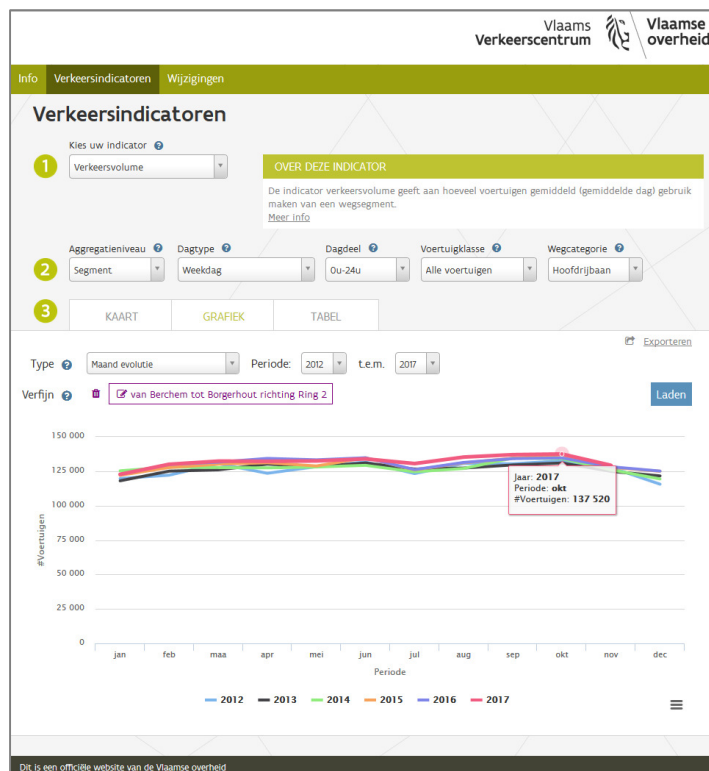 Vlaams
Verkeerscentrum
Vlaamse
overheid
Info Verkeersindicatoren Wijzigingen
Verkeersindicatoren
Kies uw indicator ?
1 Verkeersvolume
OVER DEZE INDICATOR
De indicator verkeersvolume geeft aan hoeveel voertuigen gemiddeld (gemiddelde dag) gebruik
maken van een wegsegment.
Meer info
Aggregatieniveau ? Dagtype ? Dagdeel ? Voertuigklasse ? Wegcategorie ?
2 Segment Weekdag 0u-24u Alle voertuigen Hoofdrijbaan
3 KAART GRAFIEK TABEL
Exporteren
Type ? Maand evolutie Periode: 2012 t.e.m. 2017
Verfijn ? van Berchem tot Borgerhout richting Ring 2 Laden
150 000
125 000
100 000
75 000
50 000
25 000
0
#Voertuigen
Jaar: 2017
Periode: okt
#Voertuigen: 137 520
jan feb maa apr mei jun jul aug sep okt nov dec
Periode
2012 2013 2014 2015 2016 2017
Dit is een officiële website van de Vlaamse overheid